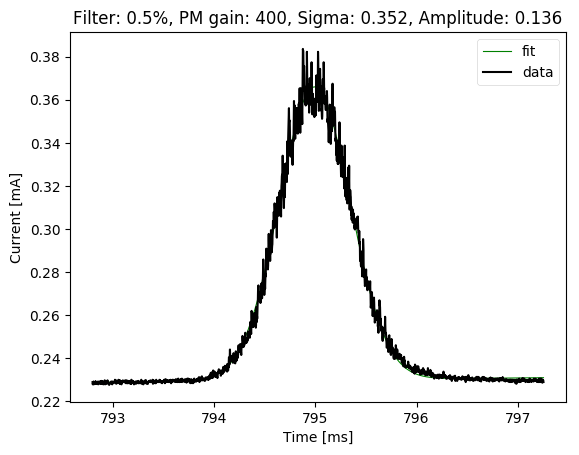 Filter: 0.5%, PM gain: 400, Sigma: 0.352, Amplitude: 0.136
fit
data
0.38
0.36
0.34
0.32
0.30
0.28
0.26
0.24
0.22
Current [mA]
793 794 795 796 797
Time [ms]